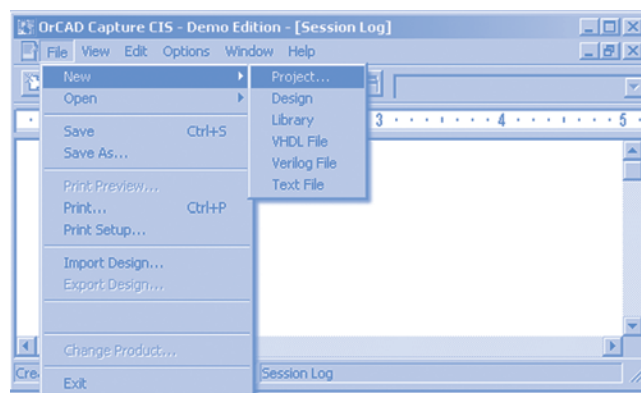 OrCAD Capture CIS - Demo Edition - [Session Log]
File View Edit Options Window Help
New
Project...
Open
Design
Library
3 4 5
Save Ctrl+S
VHDL File
Save As...
Verilog File
Print Preview...
Text File
Print... Ctrl+P
Print Setup...
Import Design...
Export Design...
Change Product...
Cre
Session Log
Exit